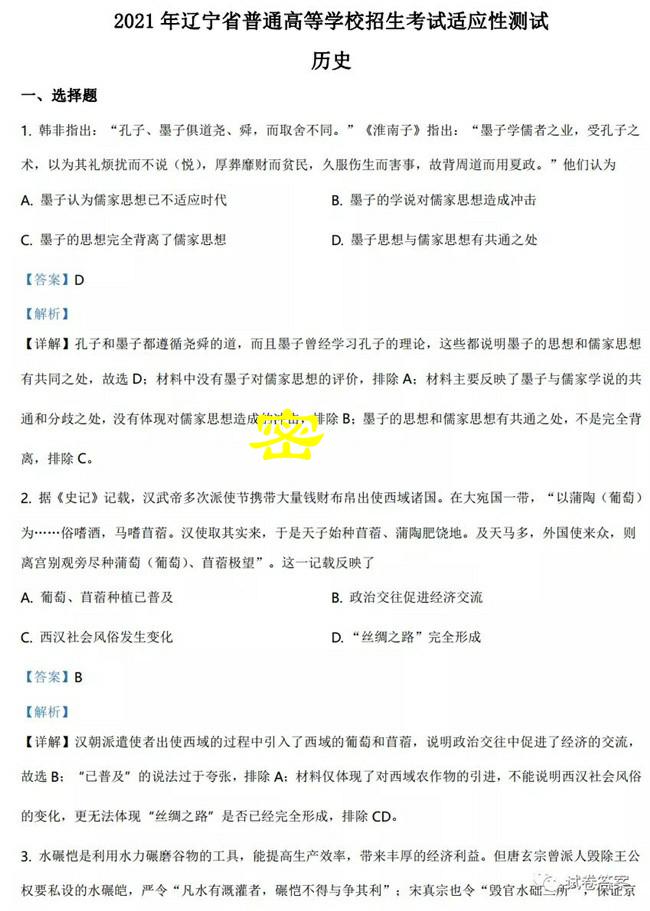 2021 年辽宁省普通高等学校招生考试适应性测试
历史
一、选择题
1. 韩非指出：“孔子、墨子俱道尧、舜，而取舍不同。”《淮南子》指出：“墨子学儒者之业，受孔子之
术，以为其礼烦扰而不说（悦），厚葬靡财而贫民，久服伤生而害事，故背周道而用夏政。”他们认为
A. 墨子认为儒家思想已不适应时代 B. 墨子的学说对儒家思想造成冲击
C. 墨子的思想完全背离了儒家思想 D. 墨子思想与儒家思想有共通之处
【答案】D
【解析】
【详解】孔子和墨子都遵循尧舜的道，而且墨子曾经学习孔子的理论，这些都说明墨子的思想和儒家思想
有共同之处，故选 D；材料中没有墨子对儒家思想的评价，排除 A；材料主要反映了墨子与儒家学说的共
通和分歧之处，没有体现对儒家思想造成的冲击，排除 B；墨子的思想和儒家思想有共通之处，不是完全背
密
离，排除 C。
2. 据《史记》记载，汉武帝多次派使节携带大量钱财布帛出使西域诸国。在大宛国一带，“以蒲陶（葡萄）
为……俗嗜酒，马嗜苜蓿。汉使取其实来，于是天子始种苜蓿、蒲陶肥饶地。及天马多，外国使来众，则
离宫别观旁尽种蒲萄（葡萄）、苜蓿极望”。这一记载反映了
A. 葡萄、苜蓿种植已普及 B. 政治交往促进经济交流
C. 西汉社会风俗发生变化 D. “丝绸之路”完全形成
【答案】B
【解析】
【详解】汉朝派遣使者出使西域的过程中引入了西域的葡萄和苜蓿，说明政治交往中促进了经济的交流，
故选 B；“已普及”的说法过于夸张，排除 A；材料仅体现了对西域农作物的引进，不能说明西汉社会风俗
的变化，更无法体现“丝绸之路”是否已经完全形成，排除 CD。
3. 水碾恺是利用水力碾磨谷物的工具，能提高生产效率，带来丰厚的经济利益。但唐玄宗曾派人毁除王公
权要私设的水碾皑，严令“凡水有溉灌者，碾恺不得与争其利”；宋真宗也令“毁官水础三所”，保证京
试卷答案